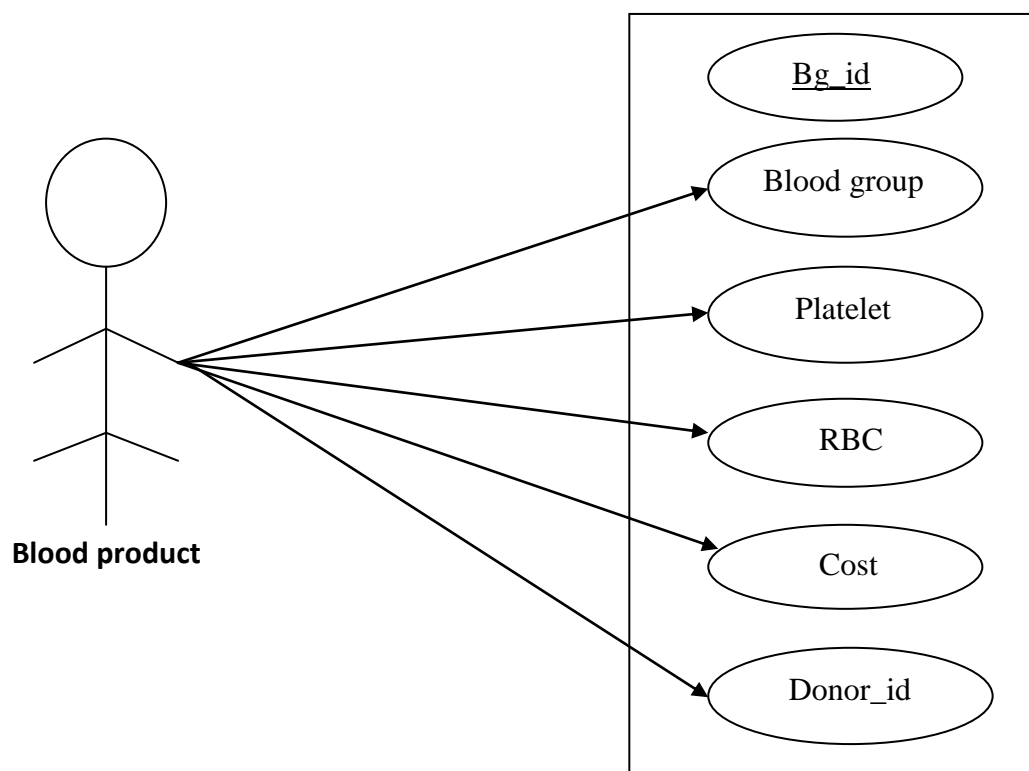 Bg_id
Blood group
Platelet
RBC
Cost
Donor_id
Blood product